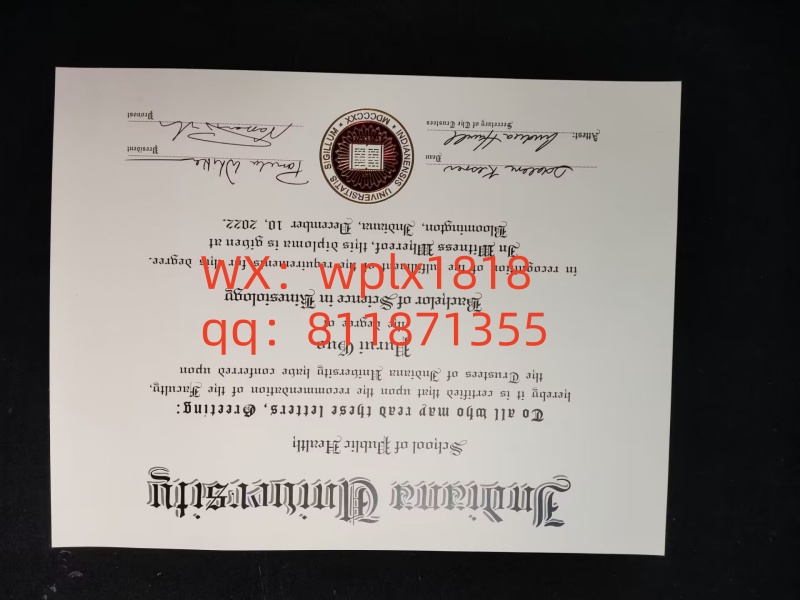 Indiana University
School of Public Health
To all who may read these letters, Greeting:
hereby it is certified that upon the recommendation of the Faculty,
the Trustees of Indiana University have conferred upon
Guo
the degree of
Bachelor of Science in Kinesiology
in recognition of the fulfillment of the requirements for this degree.
In Witness Whereof, this diploma is given at
Bloomington, Indiana, December 10, 2022.
WX: wplx1818
qq: 811871355
Dean
President
Attest:
Secretary of The Trustees
Provost
UNIVERSITATIS INDIANENSIS SIGILLUM MDCCCXX